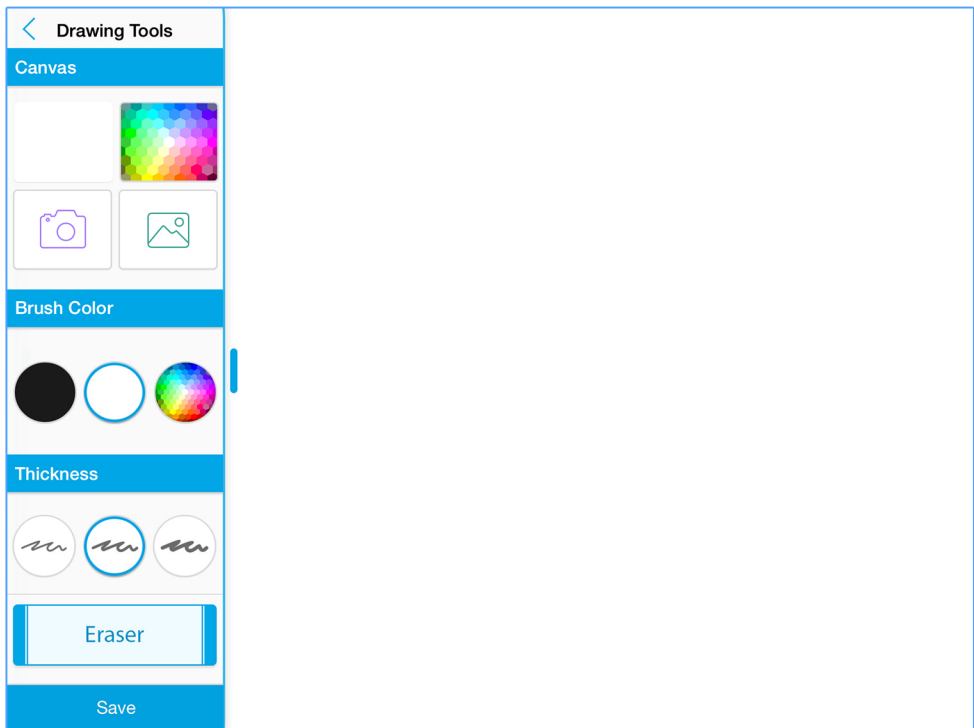 Drawing Tools
Canvas
Brush Color
Thickness
Eraser
Save